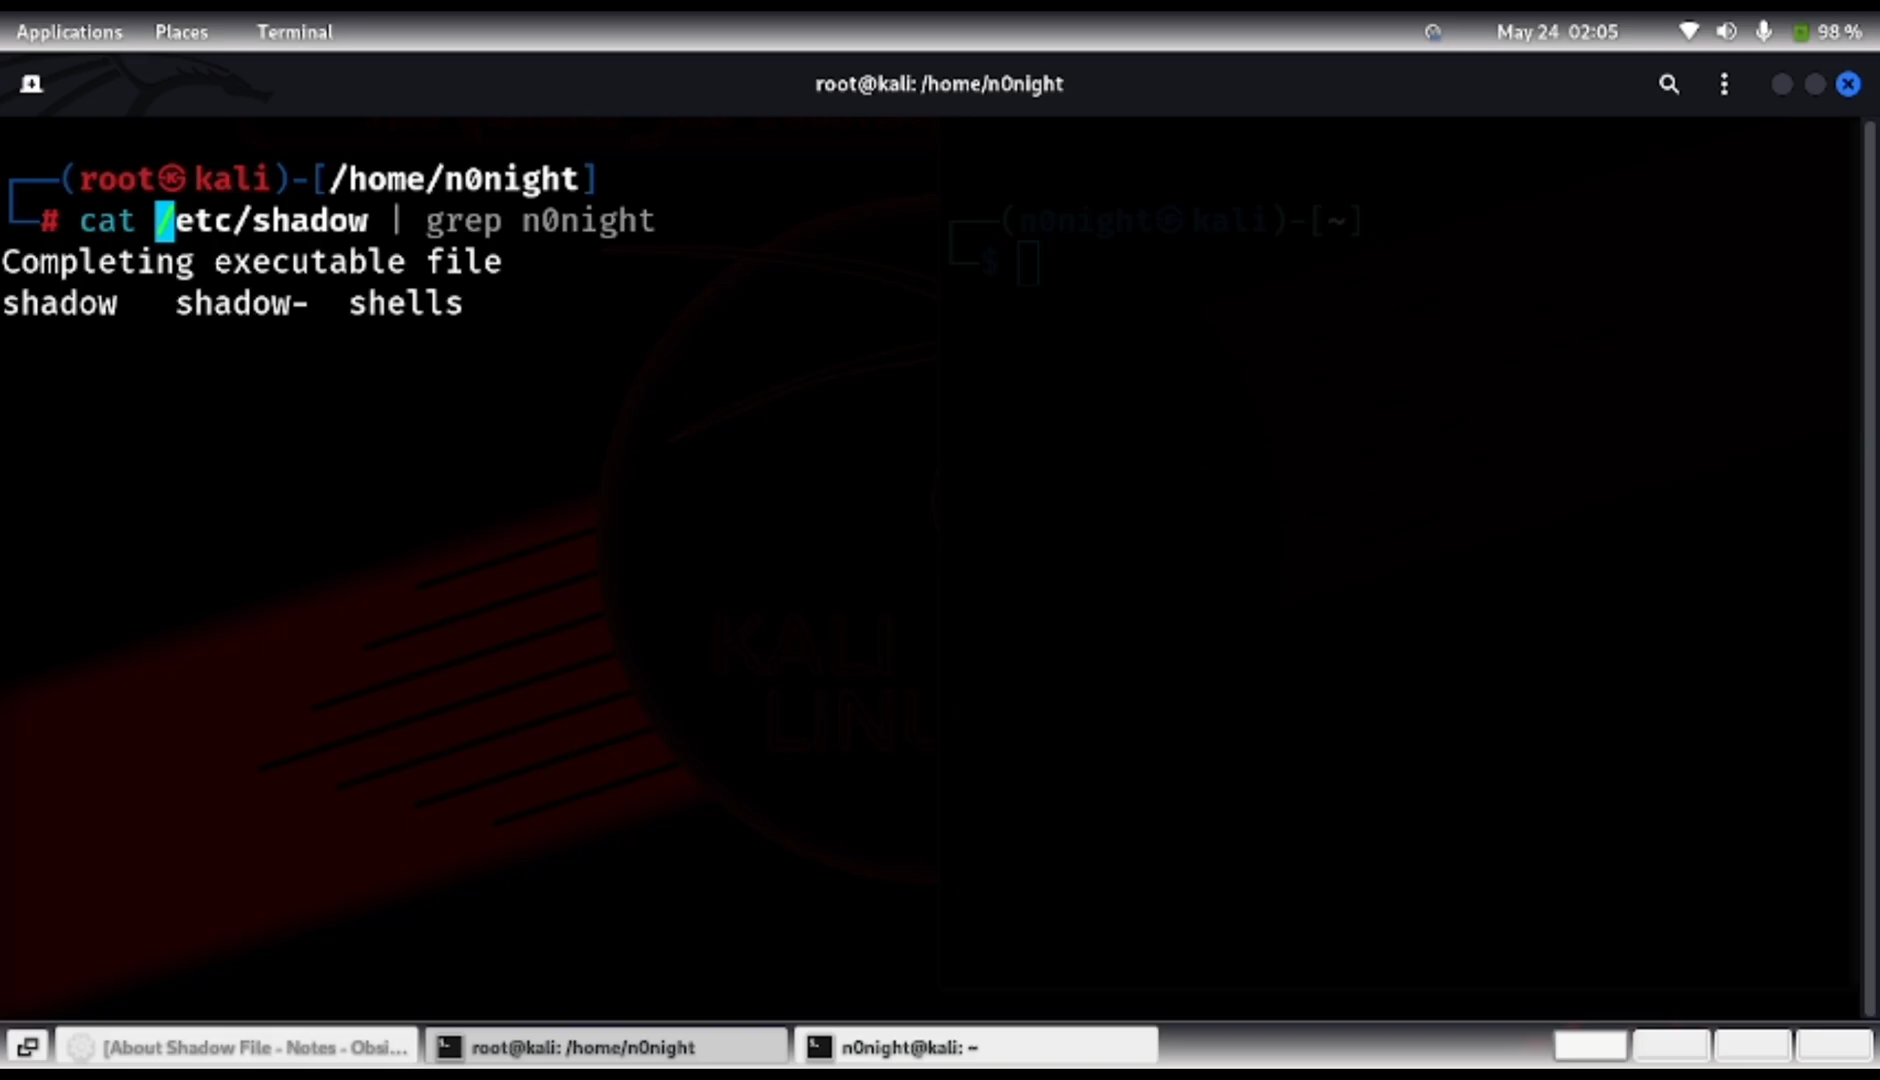 Applications Places Terminal May 24 02:05 98 %
root@kali: /home/n0night
(root㉿kali)-[/home/n0night]
# cat /etc/shadow | grep n0night
Completing executable file
shadow shadow- shells
(n0night㉿kali)-[~]
$
KALI
LINU
[About Shadow File - Notes - Obsi... root@kali: /home/n0night n0night@kali: ~